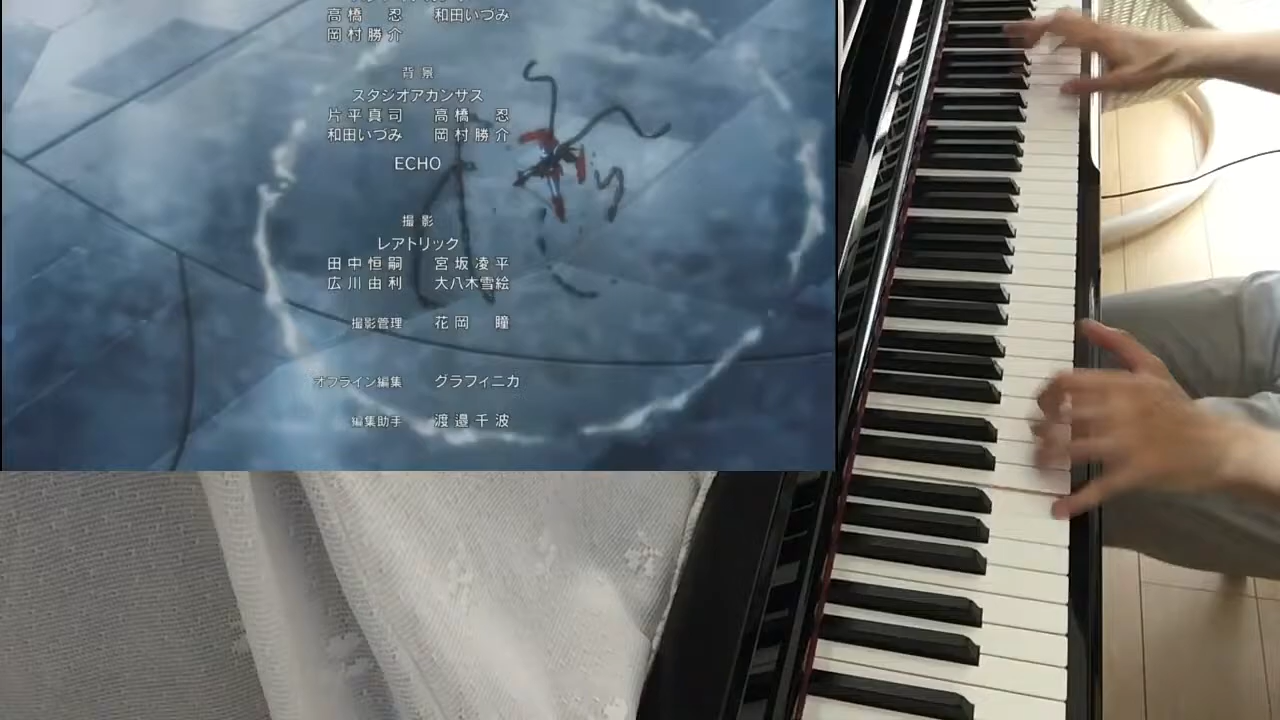 高橋 忍 和田いづみ
岡村勝介
背景
スタジオアカンサス
片平真司 高橋 忍
和田いづみ 岡村勝介
ECHO
撮影
レアトリック
田中恒嗣 宮坂凌平
広川由利 大八木雪絵
撮影管理 花岡 瞳
オフライン編集 グラフィニカ
編集助手 渡邉千波